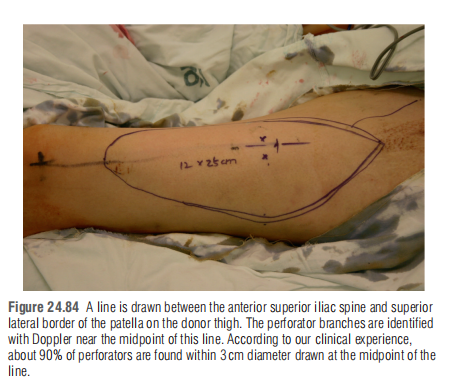 12 x 25cm
Figure 24.84 A line is drawn between the anterior superior iliac spine and superior
lateral border of the patella on the donor thigh. The perforator branches are identified
with Doppler near the midpoint of this line. According to our clinical experience,
about 90% of perforators are found within 3 cm diameter drawn at the midpoint of the
line.